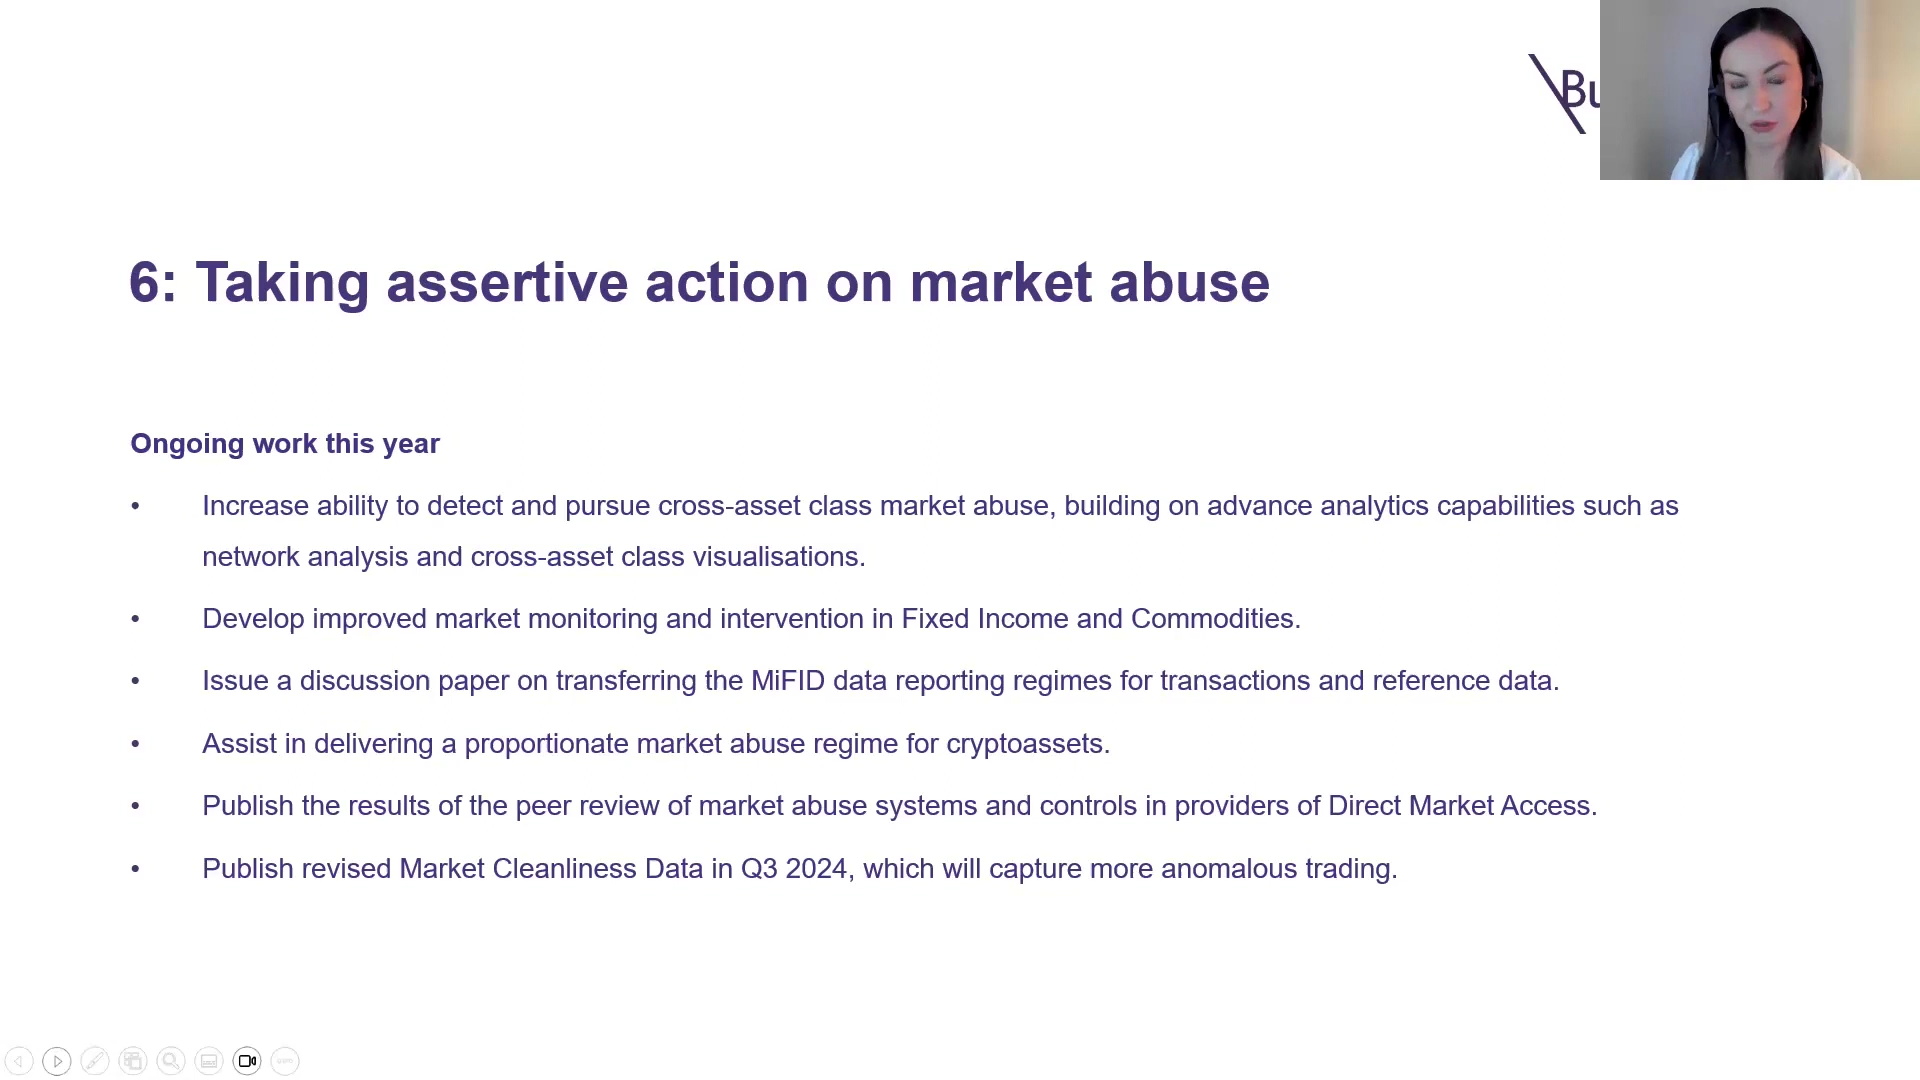 Bu
6: Taking assertive action on market abuse
Ongoing work this year
• Increase ability to detect and pursue cross-asset class market abuse, building on advance analytics capabilities such as
network analysis and cross-asset class visualisations.
• Develop improved market monitoring and intervention in Fixed Income and Commodities.
• Issue a discussion paper on transferring the MiFID data reporting regimes for transactions and reference data.
• Assist in delivering a proportionate market abuse regime for cryptoassets.
• Publish the results of the peer review of market abuse systems and controls in providers of Direct Market Access.
• Publish revised Market Cleanliness Data in Q3 2024, which will capture more anomalous trading.